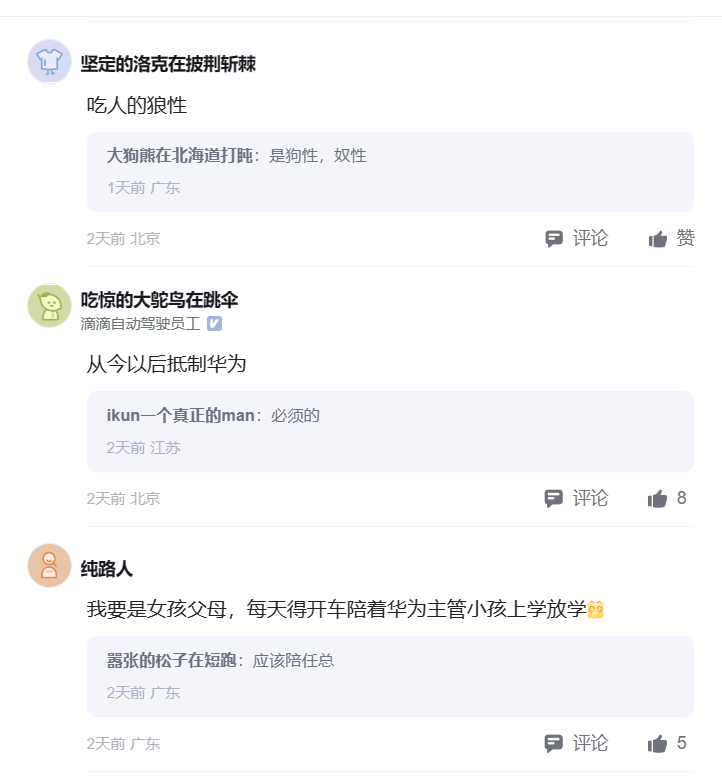 坚定的洛克在披荆斩棘
吃人的狼性
大狗熊在北海道打盹：是狗性，奴性
1天前 广东
2天前 北京
评论 赞
吃惊的大鸵鸟在跳伞
滴滴自动驾驶员工
从今以后抵制华为
ikun一个真正的man：必须的
2天前 江苏
2天前 北京
评论 8
纯路人
我要是女孩父母，每天得开车陪着华为主管小孩上学放学
嚣张的松子在短跑：应该陪任总
2天前 广东
2天前 广东
评论 5